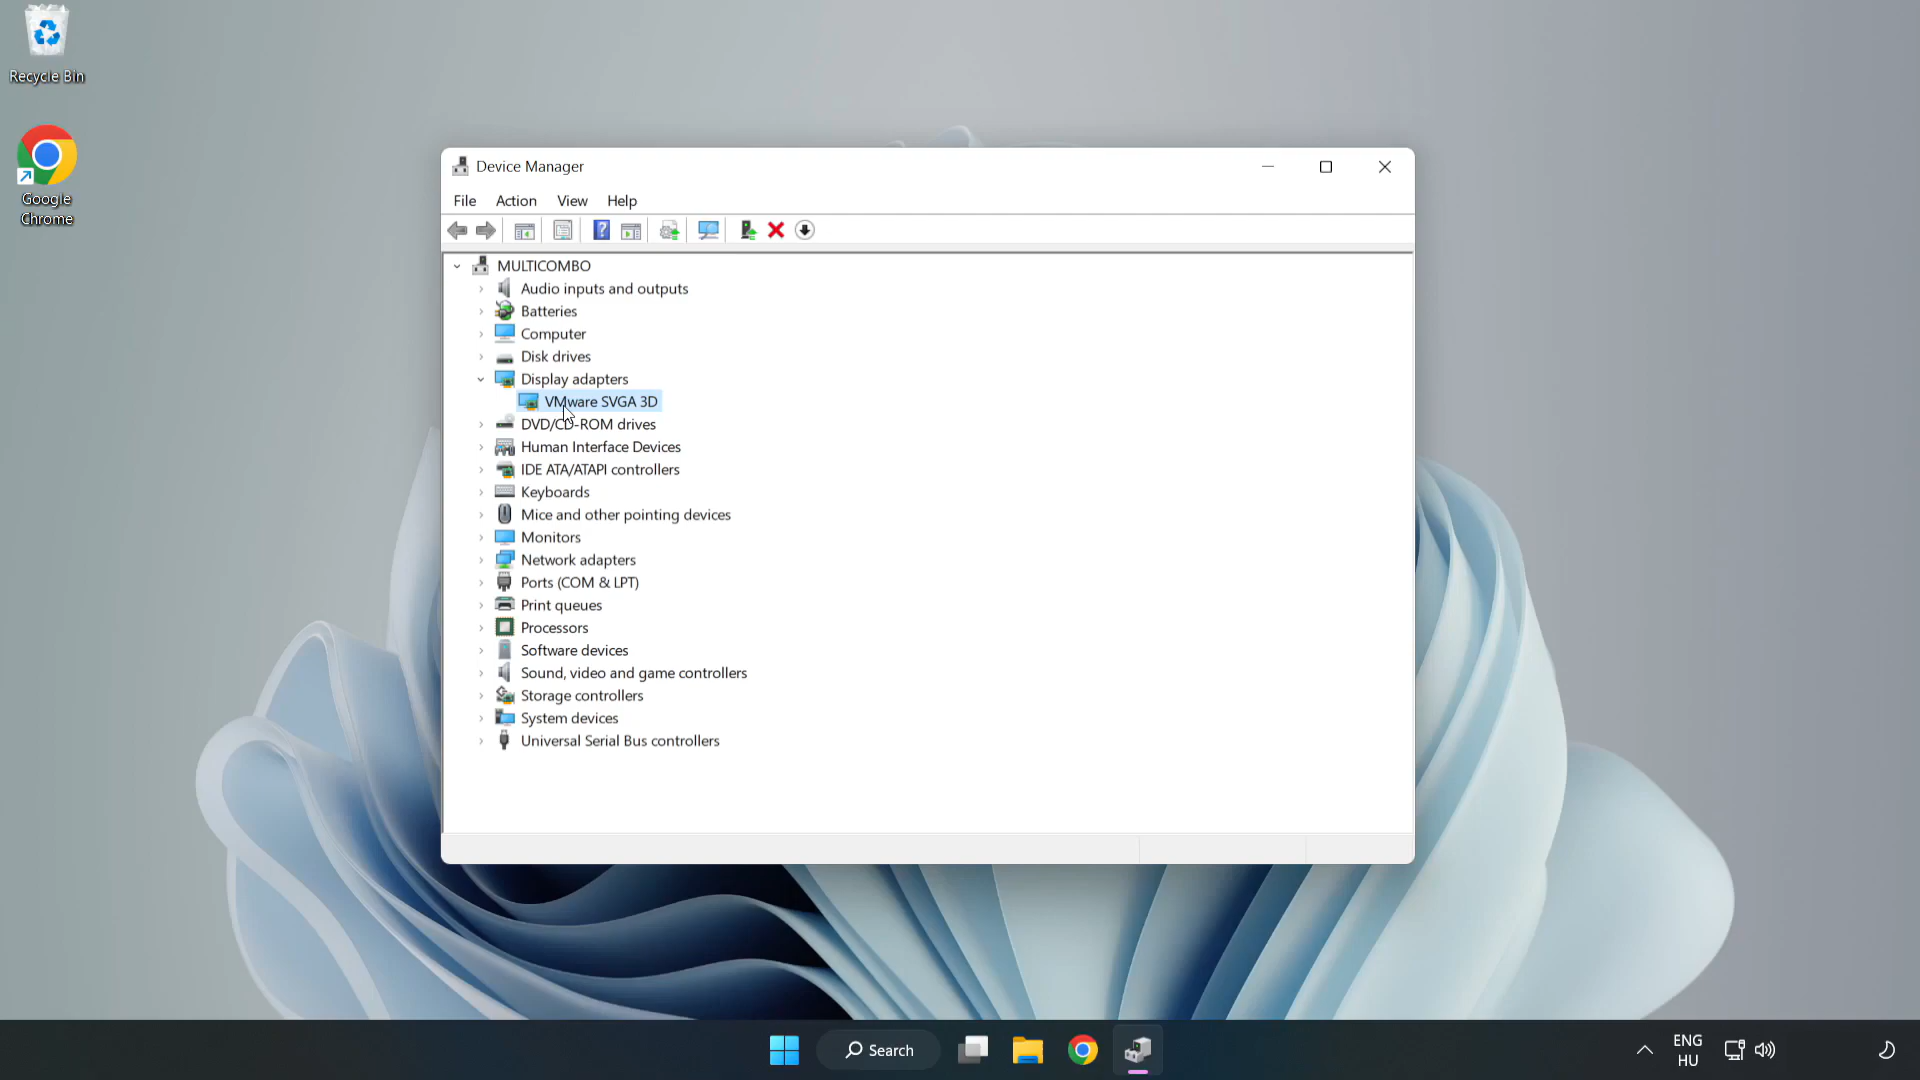 Recycle Bin
Google
Chrome
Device Manager
File Action View Help
MULTICOMBO
Audio inputs and outputs
Batteries
Computer
Disk drives
Display adapters
VMware SVGA 3D
DVD/CD-ROM drives
Human Interface Devices
IDE ATA/ATAPI controllers
Keyboards
Mice and other pointing devices
Monitors
Network adapters
Ports (COM & LPT)
Print queues
Processors
Software devices
Sound, video and game controllers
Storage controllers
System devices
Universal Serial Bus controllers
Search
ENG
HU